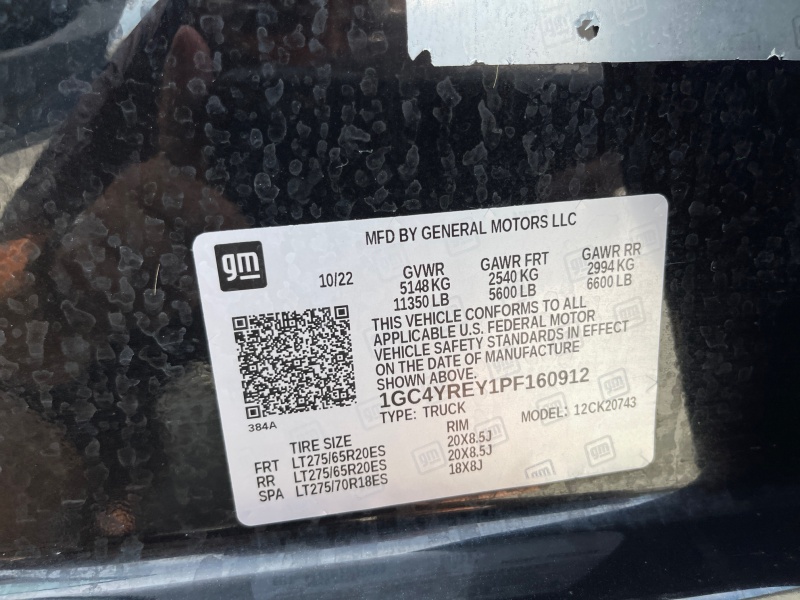 MFD BY GENERAL MOTORS LLC
gm
10/22
GVWR GAWR FRT GAWR RR
5148 KG 2540 KG 2994 KG
11350 LB 5600 LB 6600 LB
THIS VEHICLE CONFORMS TO ALL
APPLICABLE U.S. FEDERAL MOTOR
VEHICLE SAFETY STANDARDS IN EFFECT
ON THE DATE OF MANUFACTURE
SHOWN ABOVE.
1GC4YREY1PF160912
TYPE: TRUCK MODEL: 12CK20743
384A
TIRE SIZE RIM
FRT LT275/65R20ES 20X8.5J
RR LT275/65R20ES 20X8.5J
SPA LT275/70R18ES 18X8J